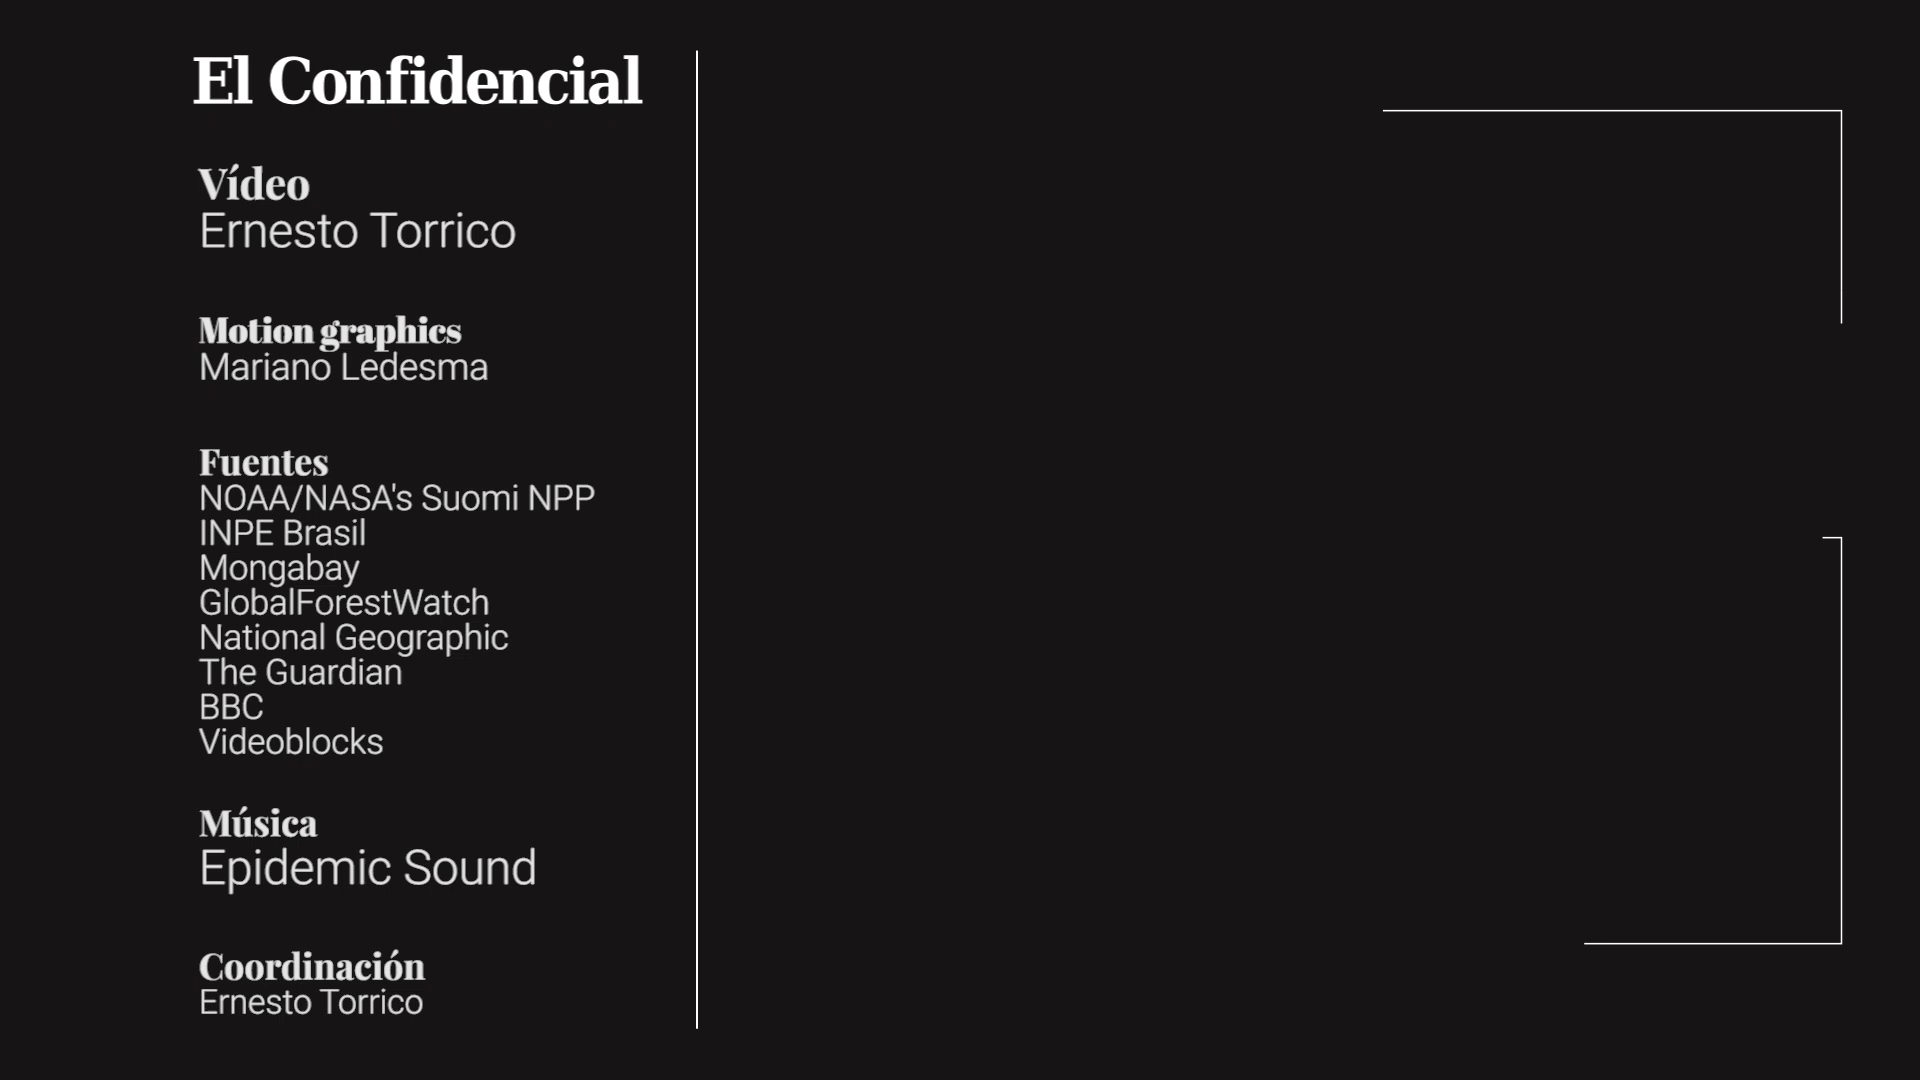 El Confidencial
Vídeo
Ernesto Torrico
Motion graphics
Mariano Ledesma
Fuentes
NOAA/NASA's Suomi NPP
INPE Brasil
Mongabay
GlobalForestWatch
National Geographic
The Guardian
BBC
Videoblocks
Música
Epidemic Sound
Coordinación
Ernesto Torrico